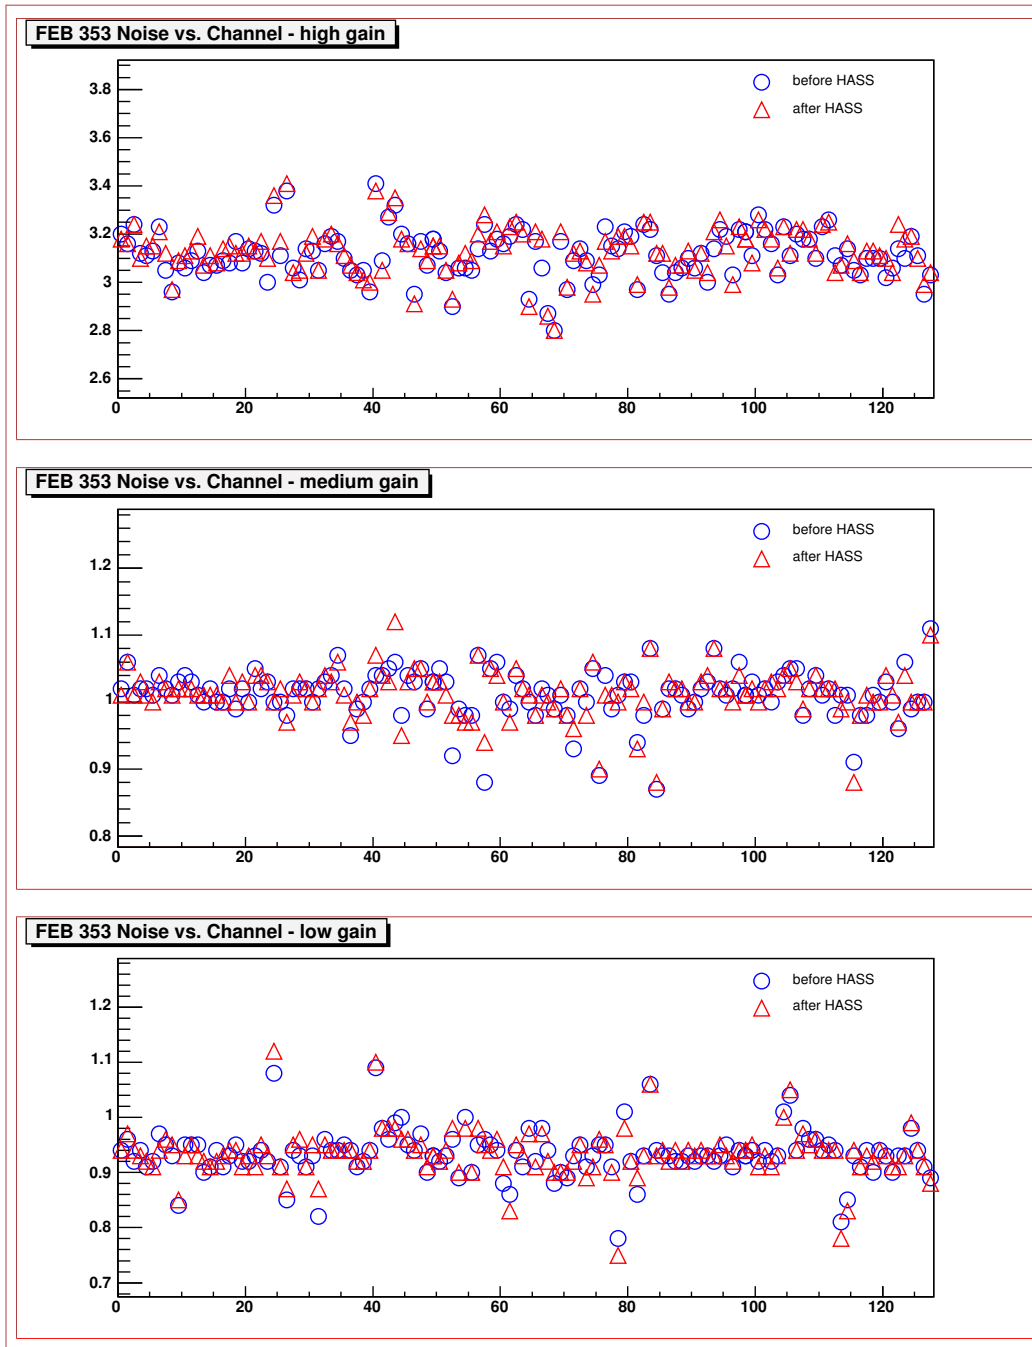 FEB 353 Noise vs. Channel - high gain
before HASS
after HASS
3.8
3.6
3.4
3.2
3
2.8
2.6
0 20 40 60 80 100 120
FEB 353 Noise vs. Channel - medium gain
before HASS
after HASS
1.2
1.1
1
0.9
0.8
0 20 40 60 80 100 120
FEB 353 Noise vs. Channel - low gain
before HASS
after HASS
1.2
1.1
1
0.9
0.8
0.7
0 20 40 60 80 100 120